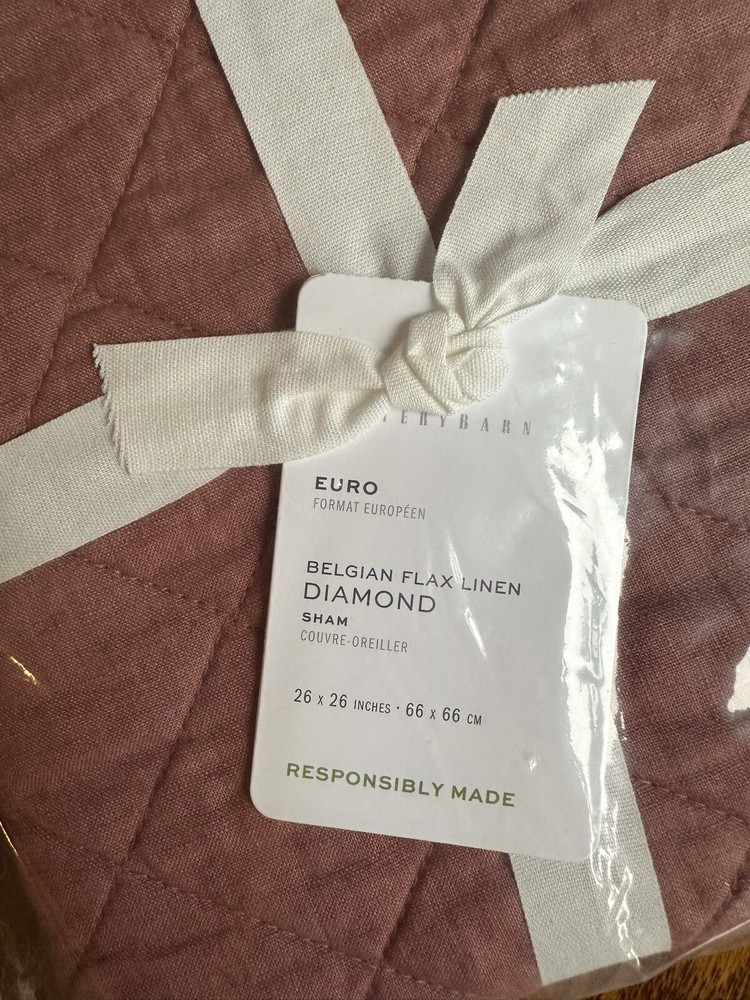 EURO
FORMAT EUROPÉEN
BELGIAN FLAX LINEN
DIAMOND
SHAM
COUVRE-OREILLER
26 x 26 INCHES · 66 x 66 CM
RESPONSIBLY MADE